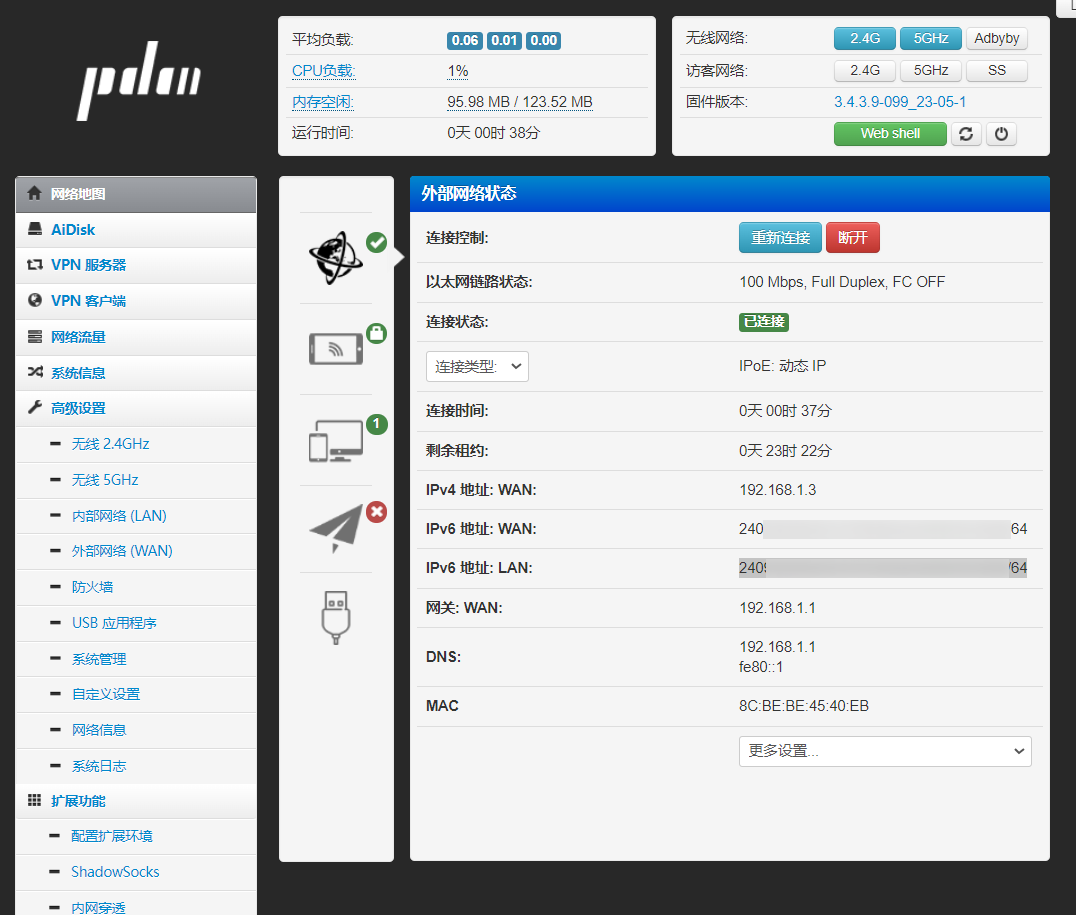 pdm
平均负载: 0.06 0.01 0.00
CPU负载: 1%
内存空闲: 95.98 MB / 123.52 MB
运行时间: 0天 00时 38分
无线网络: 2.4G 5GHz Adbyby
访客网络: 2.4G 5GHz SS
固件版本: 3.4.3.9-099_23-05-1
Web shell
网络地图
AiDisk
VPN 服务器
VPN 客户端
网络流量
系统信息
高级设置
无线 2.4GHz
无线 5GHz
内部网络 (LAN)
外部网络 (WAN)
防火墙
USB 应用程序
系统管理
自定义设置
网络信息
系统日志
扩展功能
配置扩展环境
ShadowSocks
内网穿透
1
外部网络状态
连接控制: 重新连接 断开
以太网链路状态: 100 Mbps, Full Duplex, FC OFF
连接状态: 已连接
连接类型: IPoE: 动态 IP
连接时间: 0天 00时 37分
剩余租约: 0天 23时 22分
IPv4 地址: WAN: 192.168.1.3
IPv6 地址: WAN: 240 64
IPv6 地址: LAN: 2409 /64
网关: WAN: 192.168.1.1
DNS: 192.168.1.1
fe80::1
MAC 8C:BE:BE:45:40:EB
更多设置...